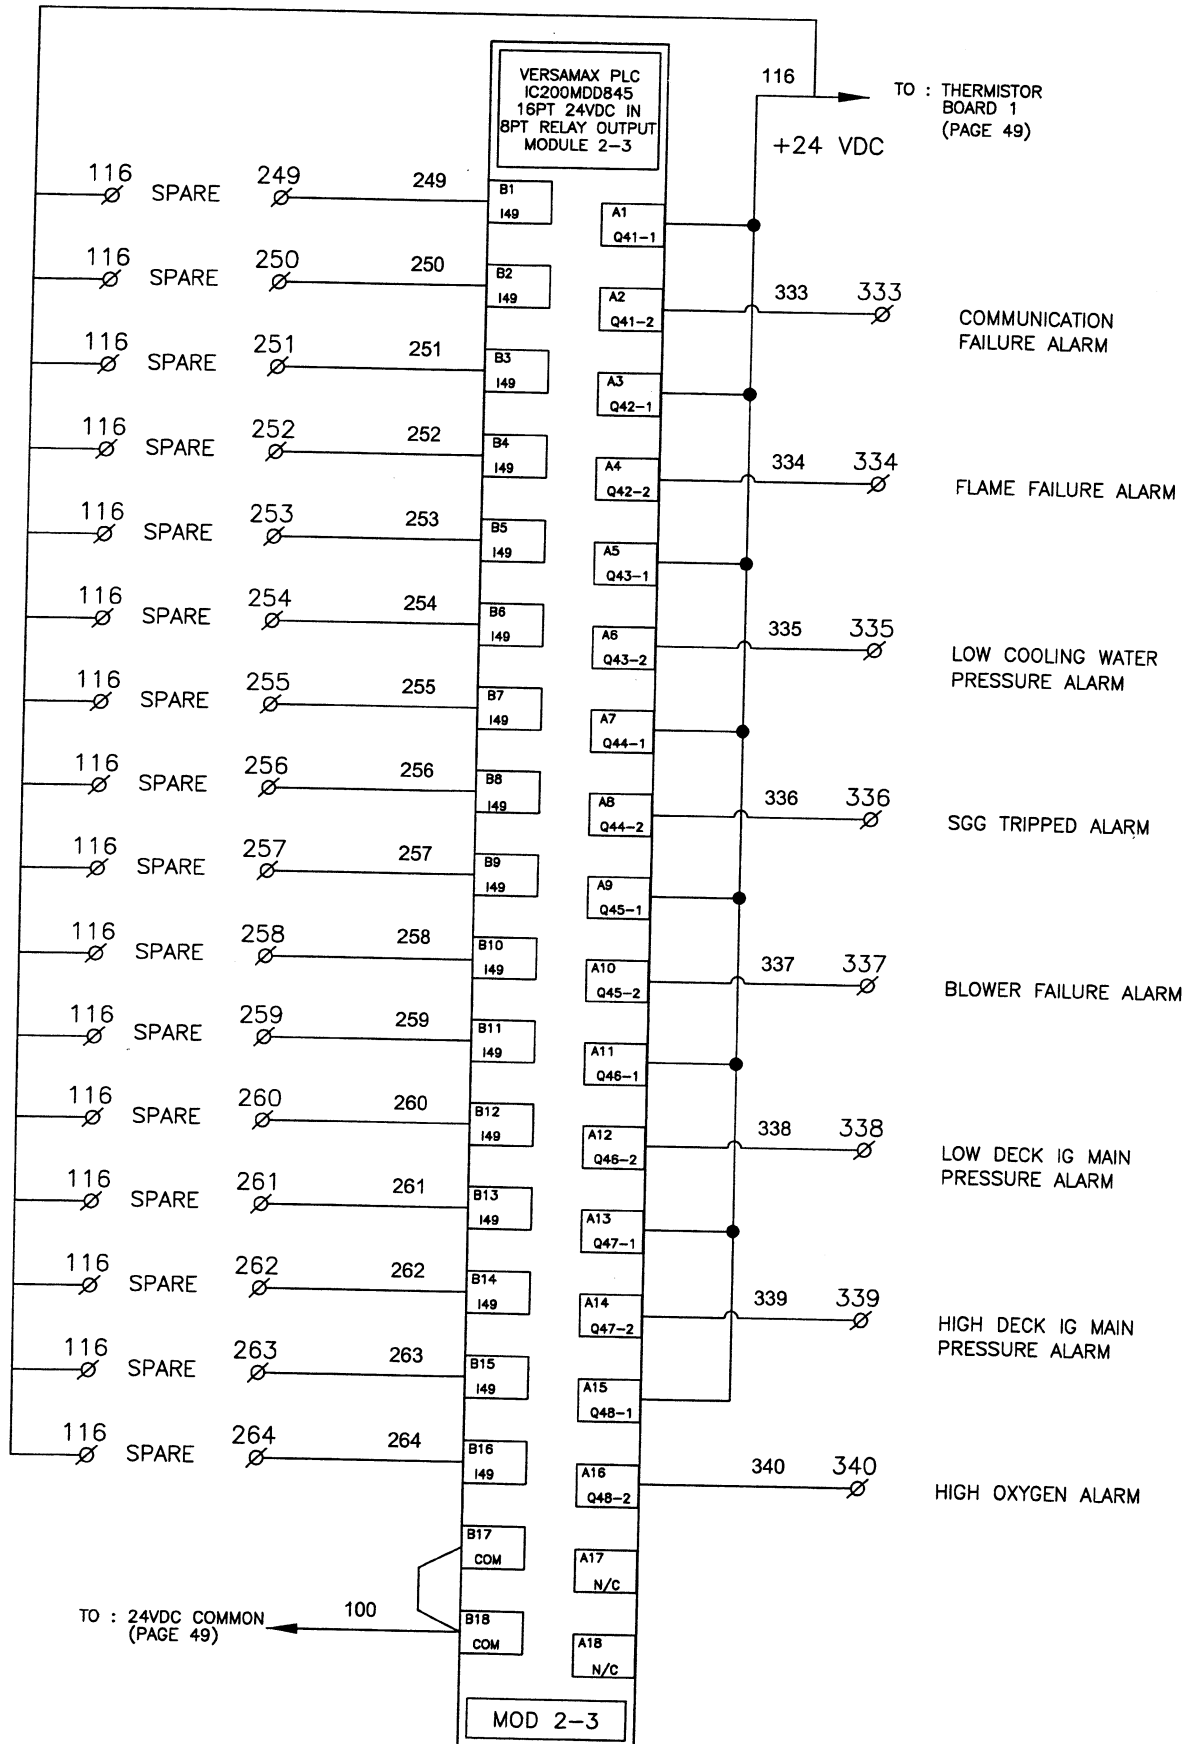 VERSAMAX PLC
IC200MDD845
16PT 24VDC IN
8PT RELAY OUTPUT
MODULE 2-3
116
TO : THERMISTOR
BOARD 1
(PAGE 49)
+24 VDC
116 SPARE 249 249 B1
I49
A1
Q41-1
116 SPARE 250 250 B2
I49
A2
Q41-2
333 333
COMMUNICATION
FAILURE ALARM
116 SPARE 251 251 B3
I49
A3
Q42-1
116 SPARE 252 252 B4
I49
A4
Q42-2
334 334
FLAME FAILURE ALARM
116 SPARE 253 253 B5
I49
A5
Q43-1
116 SPARE 254 254 B6
I49
A6
Q43-2
335 335
LOW COOLING WATER
PRESSURE ALARM
116 SPARE 255 255 B7
I49
A7
Q44-1
116 SPARE 256 256 B8
I49
A8
Q44-2
336 336
SGG TRIPPED ALARM
116 SPARE 257 257 B9
I49
A9
Q45-1
116 SPARE 258 258 B10
I49
A10
Q45-2
337 337
BLOWER FAILURE ALARM
116 SPARE 259 259 B11
I49
A11
Q46-1
116 SPARE 260 260 B12
I49
A12
Q46-2
338 338
LOW DECK IG MAIN
PRESSURE ALARM
116 SPARE 261 261 B13
I49
A13
Q47-1
116 SPARE 262 262 B14
I49
A14
Q47-2
339 339
HIGH DECK IG MAIN
PRESSURE ALARM
116 SPARE 263 263 B15
I49
A15
Q48-1
116 SPARE 264 264 B16
I49
A16
Q48-2
340 340
HIGH OXYGEN ALARM
B17
COM
A17
N/C
TO : 24VDC COMMON
(PAGE 49)
100
B18
COM
A18
N/C
MOD 2-3